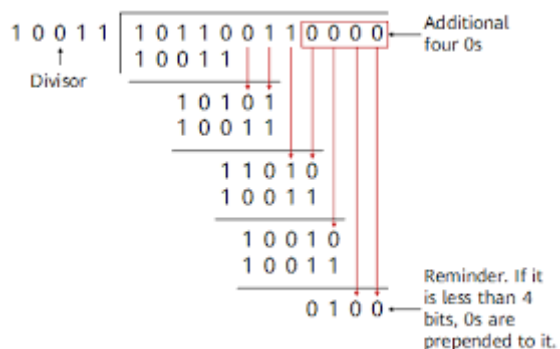 1 0 0 1 1 1 0 1 1 0 0 1 1 0 0 0 0
Additional
four 0s
1 0 0 1 1
Divisor
1 0 1 0 1
1 0 0 1 1
1 1 0 1 0
1 0 0 1 1
1 0 0 1 0
1 0 0 1 1
0 1 0 0
Reminder. If it
is less than 4
bits, 0s are
prepended to it.